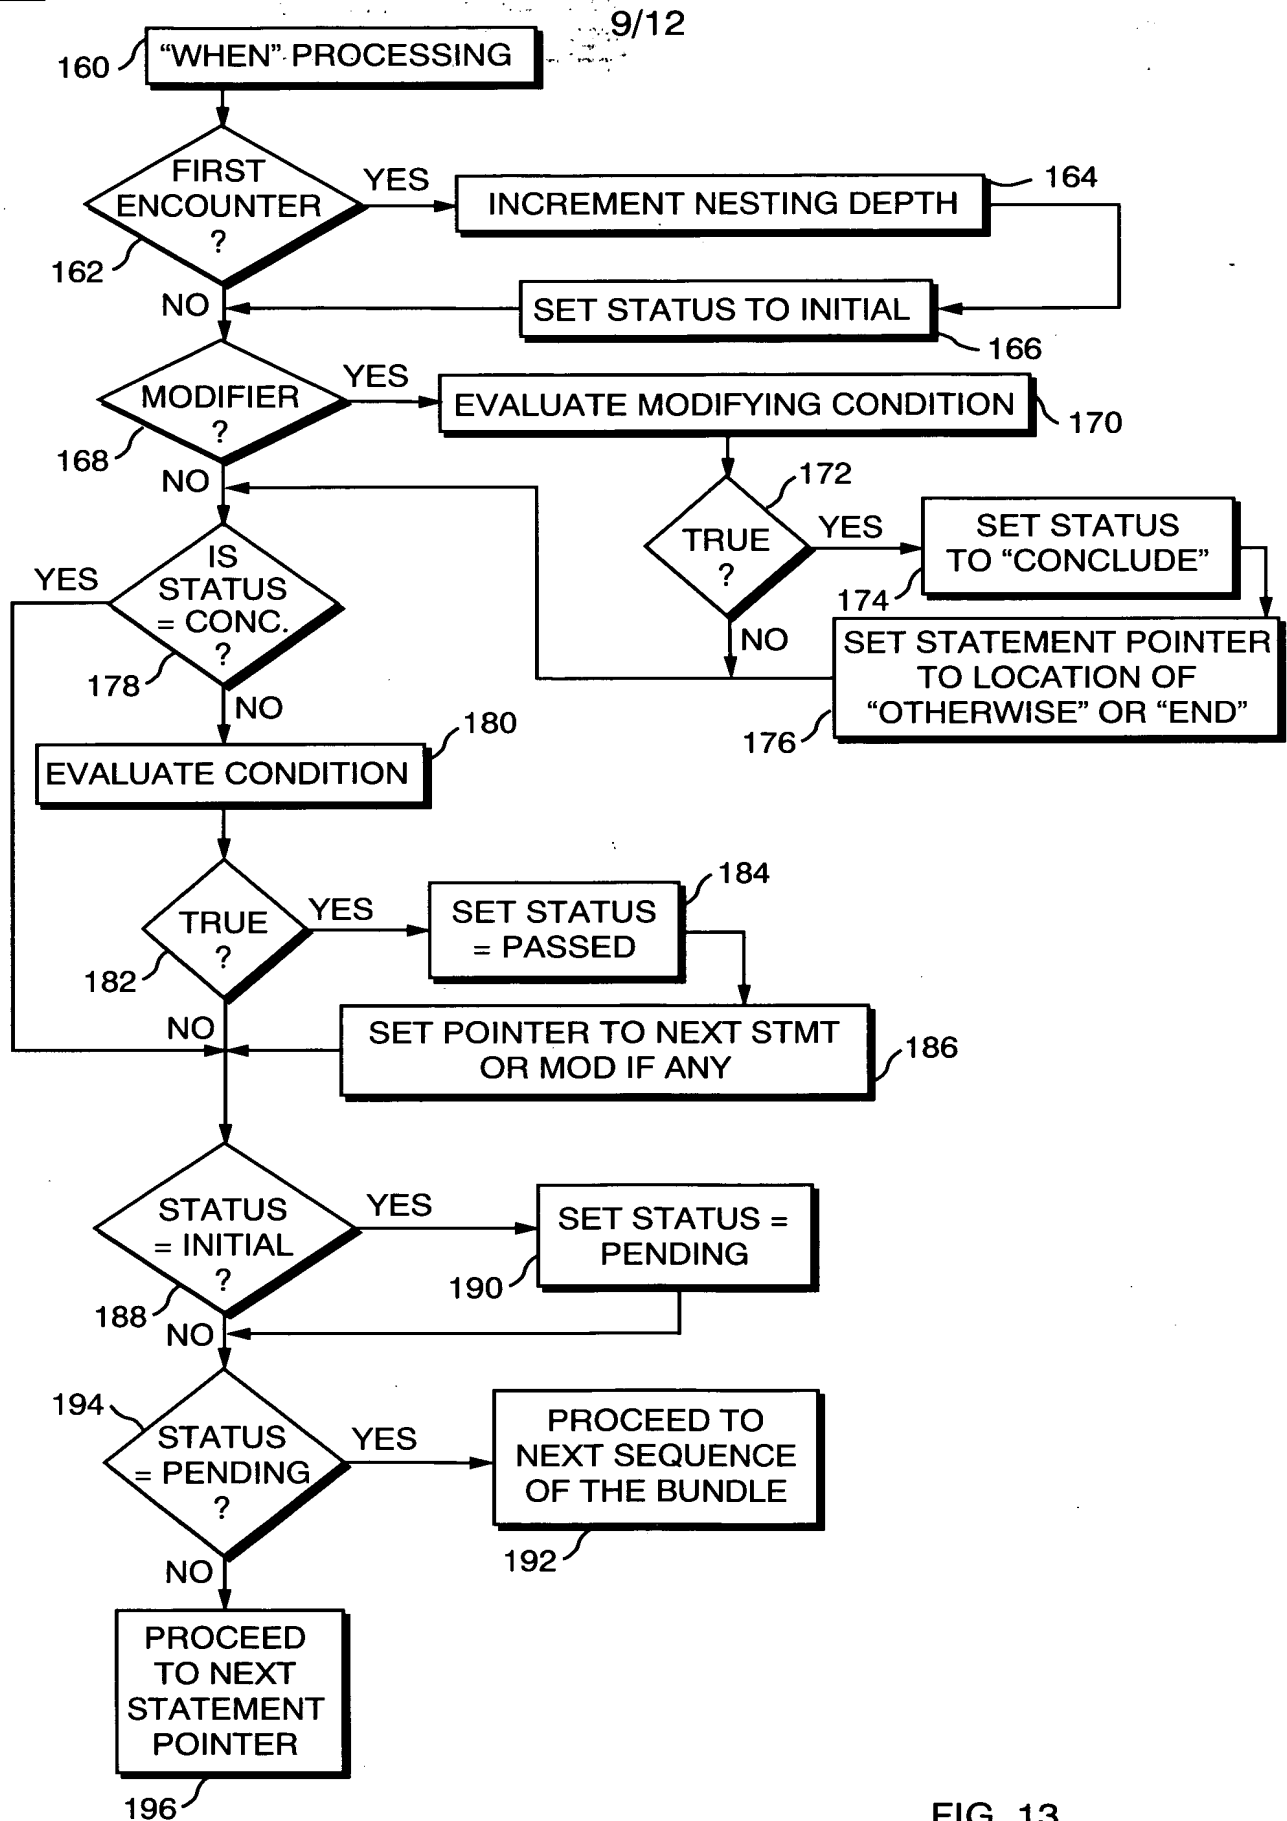 9/12
160
“WHEN” PROCESSING
FIRST
ENCOUNTER
?
162
YES
INCREMENT NESTING DEPTH
164
NO
SET STATUS TO INITIAL
166
MODIFIER
?
168
YES
EVALUATE MODIFYING CONDITION
170
NO
172
TRUE
?
YES
SET STATUS
TO “CONCLUDE”
174
NO
SET STATEMENT POINTER
TO LOCATION OF
“OTHERWISE” OR “END”
176
YES
IS
STATUS
= CONC.
?
178
NO
180
EVALUATE CONDITION
TRUE
?
182
YES
SET STATUS
= PASSED
184
NO
SET POINTER TO NEXT STMT
OR MOD IF ANY
186
STATUS
= INITIAL
?
188
YES
SET STATUS =
PENDING
190
NO
194
STATUS
= PENDING
?
YES
PROCEED TO
NEXT SEQUENCE
OF THE BUNDLE
192
NO
PROCEED
TO NEXT
STATEMENT
POINTER
196
FIG. 13